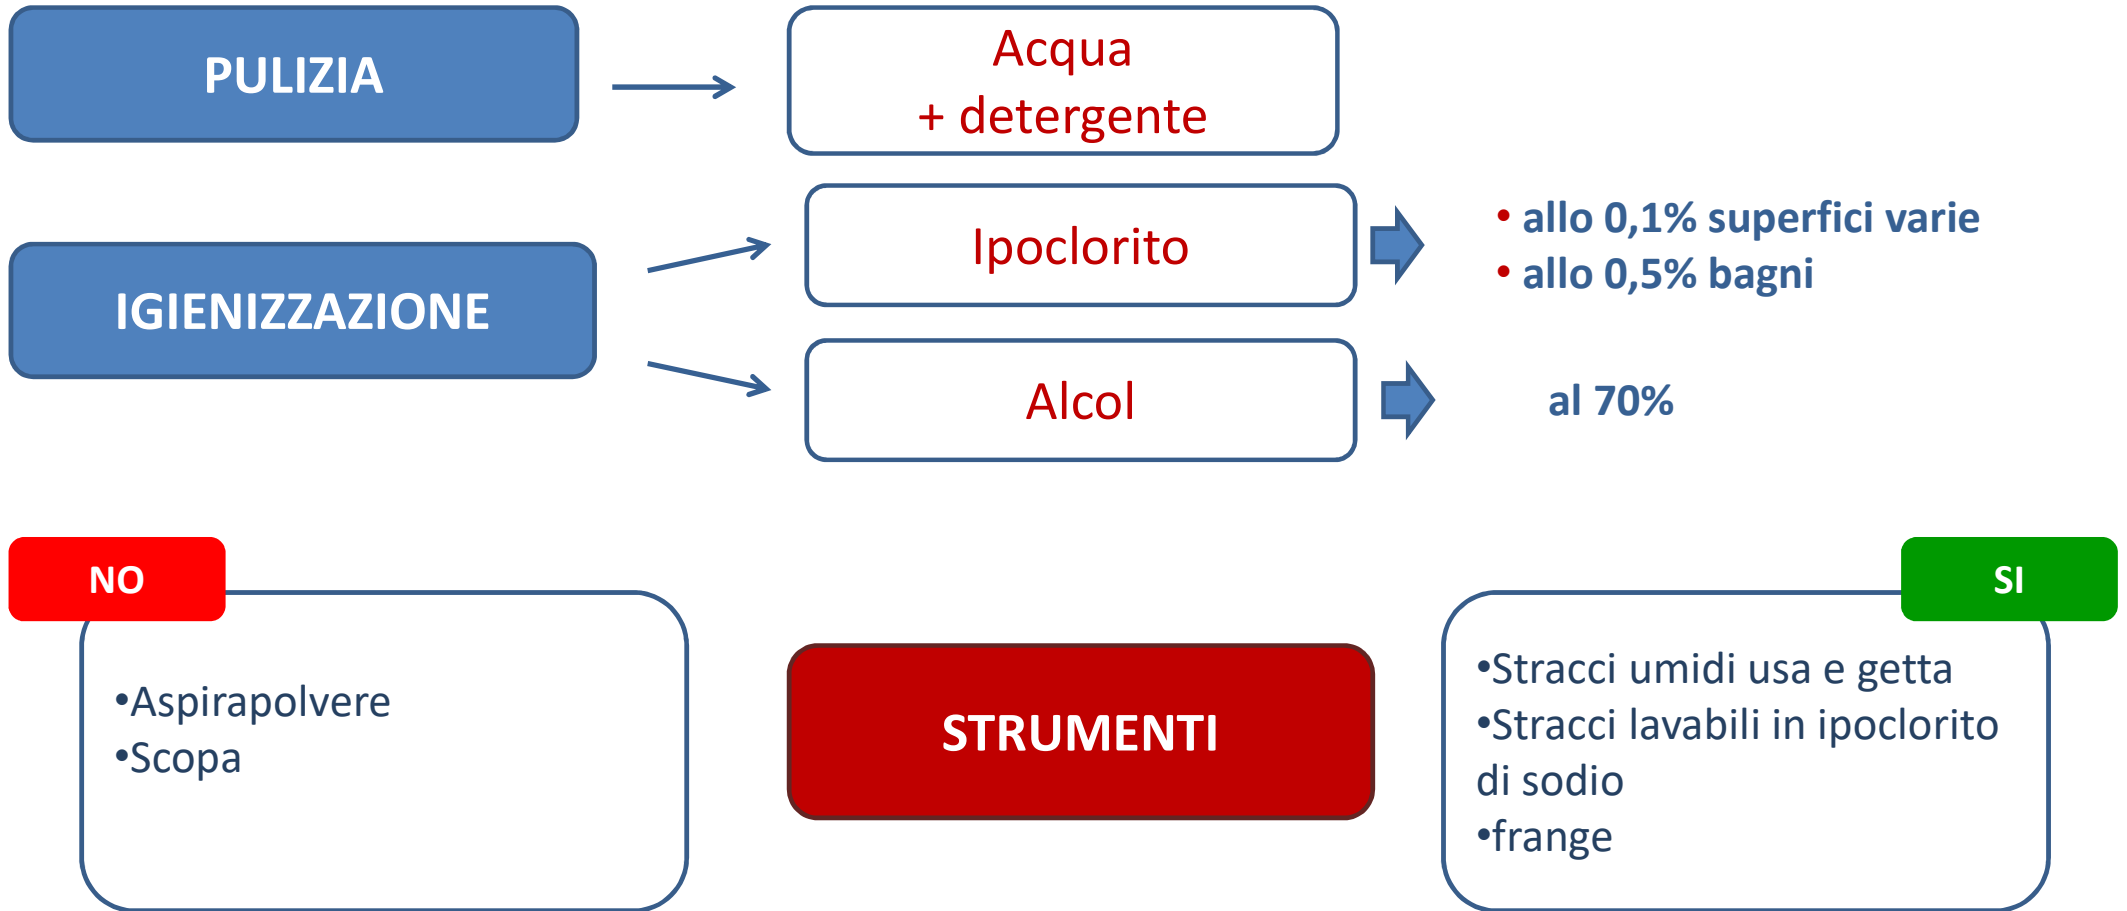 PULIZIA
Acqua
+ detergente
IGIENIZZAZIONE
Ipoclorito
• allo 0,1% superfici varie
• allo 0,5% bagni
Alcol
al 70%
NO
•Aspirapolvere
•Scopa
STRUMENTI
SI
•Stracci umidi usa e getta
•Stracci lavabili in ipoclorito
di sodio
•frange